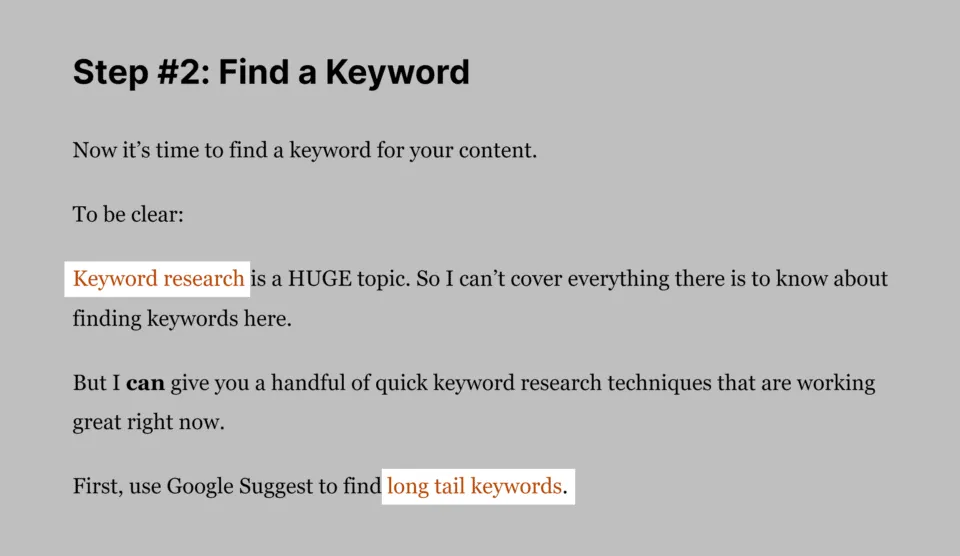 Step #2: Find a Keyword
Now it’s time to find a keyword for your content.
To be clear:
Keyword research is a HUGE topic. So I can’t cover everything there is to know about
finding keywords here.
But I can give you a handful of quick keyword research techniques that are working
great right now.
First, use Google Suggest to find long tail keywords.